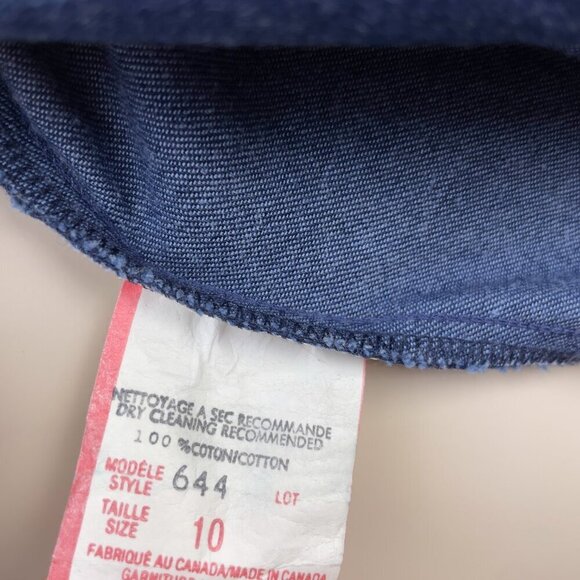 NETTOYAGE A SEC RECOMMANDE
DRY CLEANING RECOMMENDED
100 %COTON/COTTON
MODÈLE
STYLE 644 LOT
TAILLE
SIZE 10
FABRIQUÉ AU CANADA/MADE IN CANADA